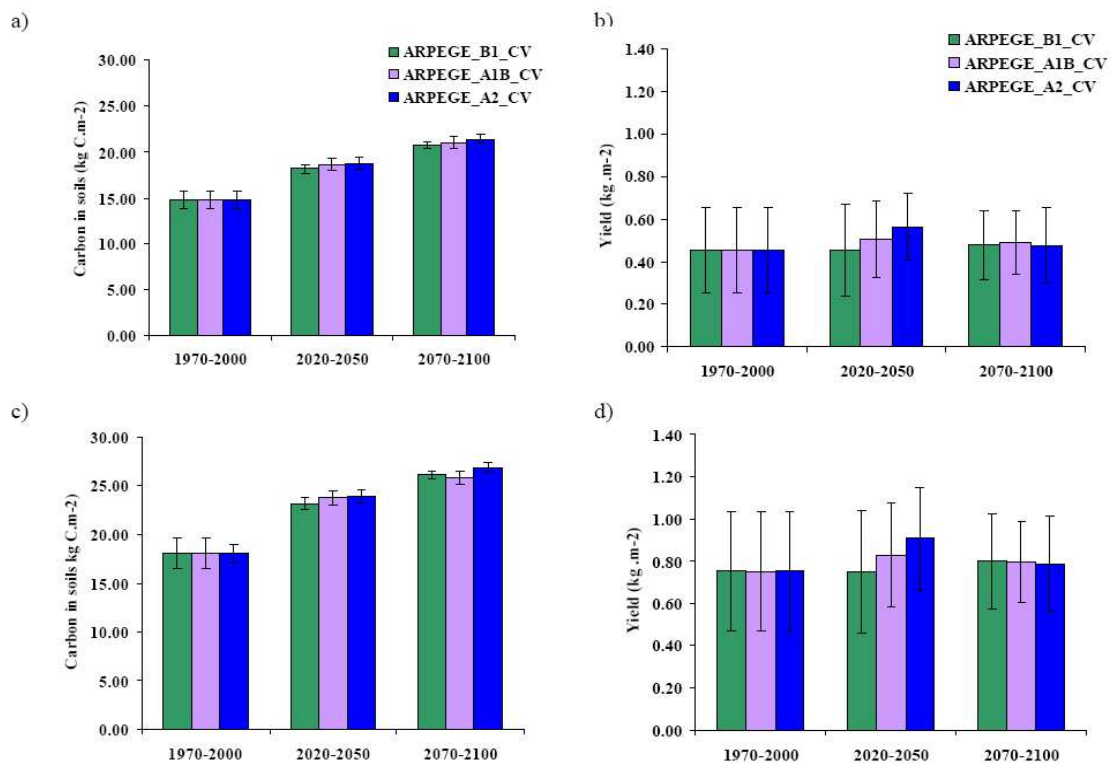 a)
ARPEGE_B1_CV
ARPEGE_A1B_CV
ARPEGE_A2_CV
Carbon in soils (kg C.m-2)
30.00
25.00
20.00
15.00
10.00
5.00
0.00
1970-2000 2020-2050 2070-2100
b)
ARPEGE_B1_CV
ARPEGE_A1B_CV
ARPEGE_A2_CV
Yield (kg .m-2)
1.40
1.20
1.00
0.80
0.60
0.40
0.20
0.00
1970-2000 2020-2050 2070-2100
c)
Carbon in soils kg C.m-2)
30.00
25.00
20.00
15.00
10.00
5.00
0.00
1970-2000 2020-2050 2070-2100
d)
Yield (kg .m-2)
1.40
1.20
1.00
0.80
0.60
0.40
0.20
0.00
1970-2000 2020-2050 2070-2100